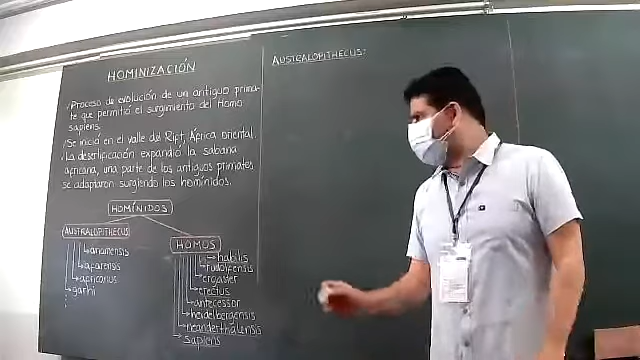 HOMINIZACIÓN
Proceso de evolución de un antiguo prima-
te que permitió el surgimiento del Homo
sapiens.
Se inició en el valle del Rift, África oriental.
La desertificación expandió la sabana
africana, una parte de los antiguos primates
se adaptaron surgiendo los homínidos.
HOMÍNIDOS
AUSTRALOPITHECUS
anamensis
afarensis
africanus
garhi
HOMOS
habilis
rudolfensis
ergaster
erectus
antecessor
heidelbergensis
neanderthalensis
sapiens
AUSTRALOPITHECUS: